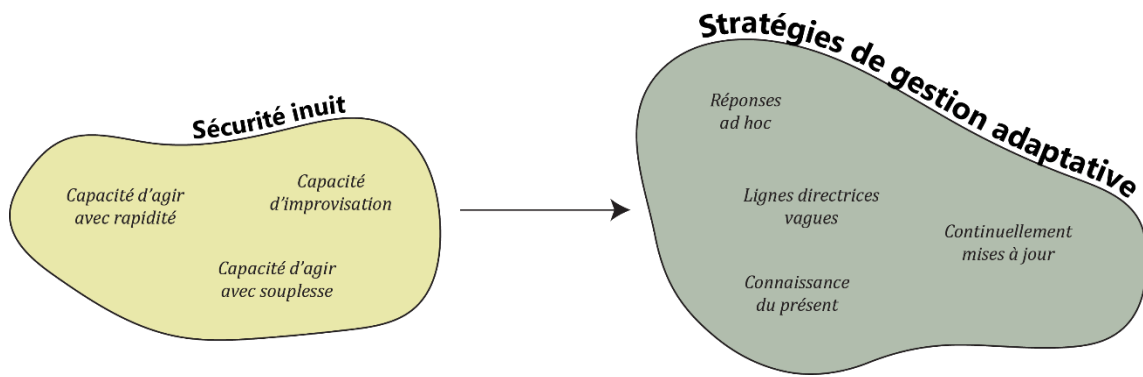 Sécurité inuit
Capacité d'agir
avec rapidité
Capacité
d'improvisation
Capacité d'agir
avec souplesse
Stratégies de gestion adaptative
Réponses
ad hoc
Lignes directrices
vagues
Continuellement
mises à jour
Connaissance
du présent